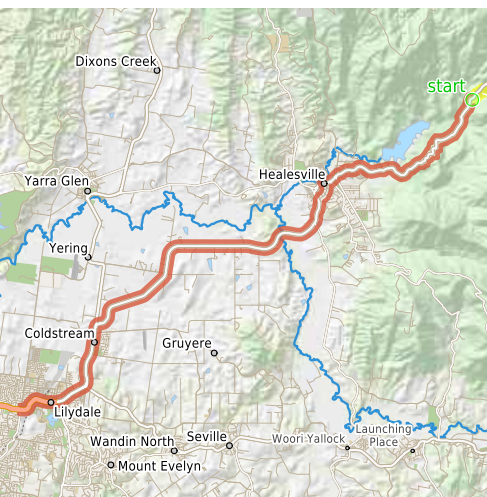 Dixons Creek
start
Healesville
Yarra Glen
Yering
Coldstream
Gruyere
Lilydale
Launching
Place
Woori Yallock
Seville
Wandin North
Mount Evelyn